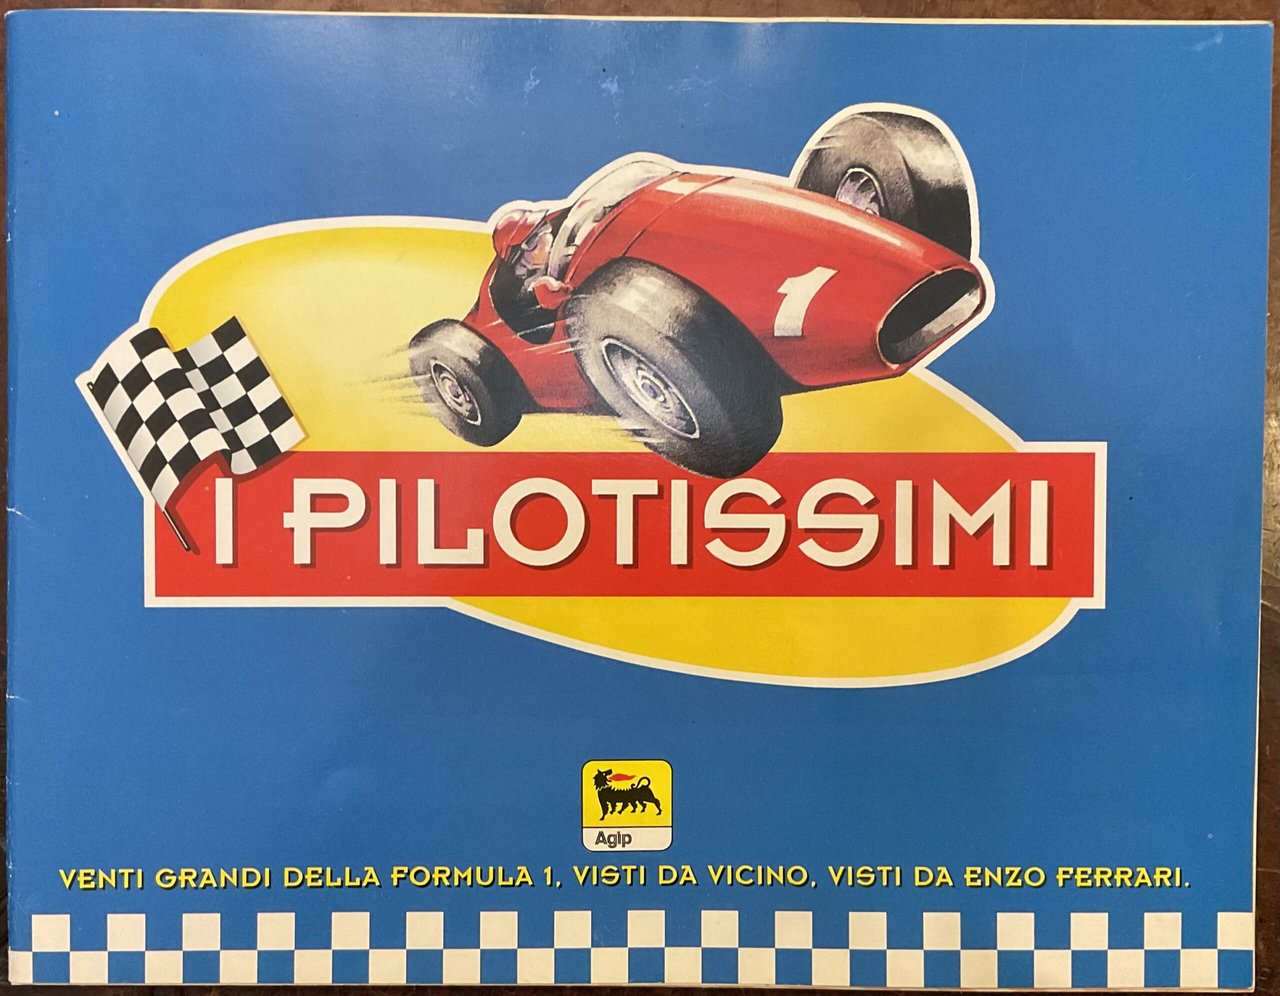 1
I PILOTISSIMI
Agip
VENTI GRANDI DELLA FORMULA 1, VISTI DA VICINO, VISTI DA ENZO FERRARI.